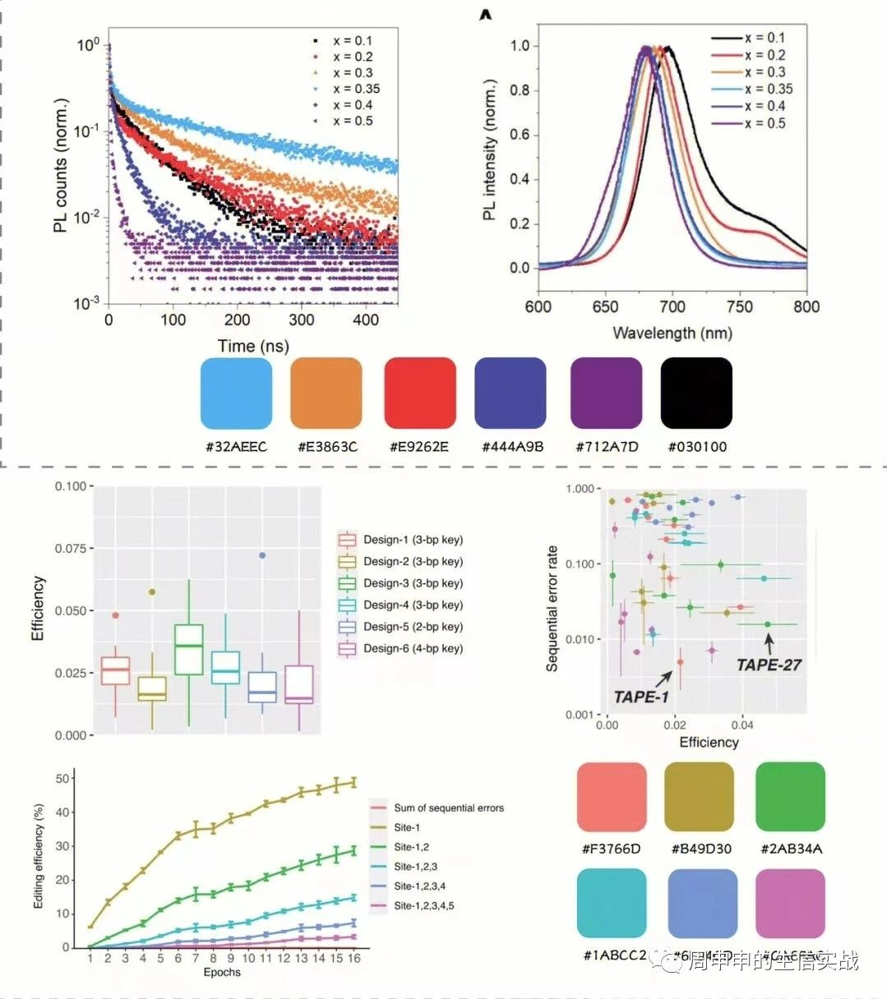 PL counts (norm.)
10⁰
10⁻¹
10⁻²
10⁻³
0 100 200 300 400
Time (ns)
x = 0.1
x = 0.2
x = 0.3
x = 0.35
x = 0.4
x = 0.5
PL intensity (norm.)
1.0
0.8
0.6
0.4
0.2
0.0
600 650 700 750 800
Wavelength (nm)
x = 0.1
x = 0.2
x = 0.3
x = 0.35
x = 0.4
x = 0.5
#32AEEC #E3863C #E9262E #444A9B #712A7D #030100
Efficiency
0.100
0.075
0.050
0.025
0.000
Design-1 (3-bp key)
Design-2 (3-bp key)
Design-3 (3-bp key)
Design-4 (3-bp key)
Design-5 (2-bp key)
Design-6 (4-bp key)
Sequential error rate
1.000
0.100
0.010
0.001
TAPE-27
TAPE-1
0.00 0.02 0.04
Efficiency
Editing efficiency (%)
50
40
30
20
10
0
1 2 3 4 5 6 7 8 9 10 11 12 13 14 15 16
Epochs
Sum of sequential errors
Site-1
Site-1,2
Site-1,2,3
Site-1,2,3,4
Site-1,2,3,4,5
#F3766D #B49D30 #2AB34A
#1ABCC2
周申申的生信实战